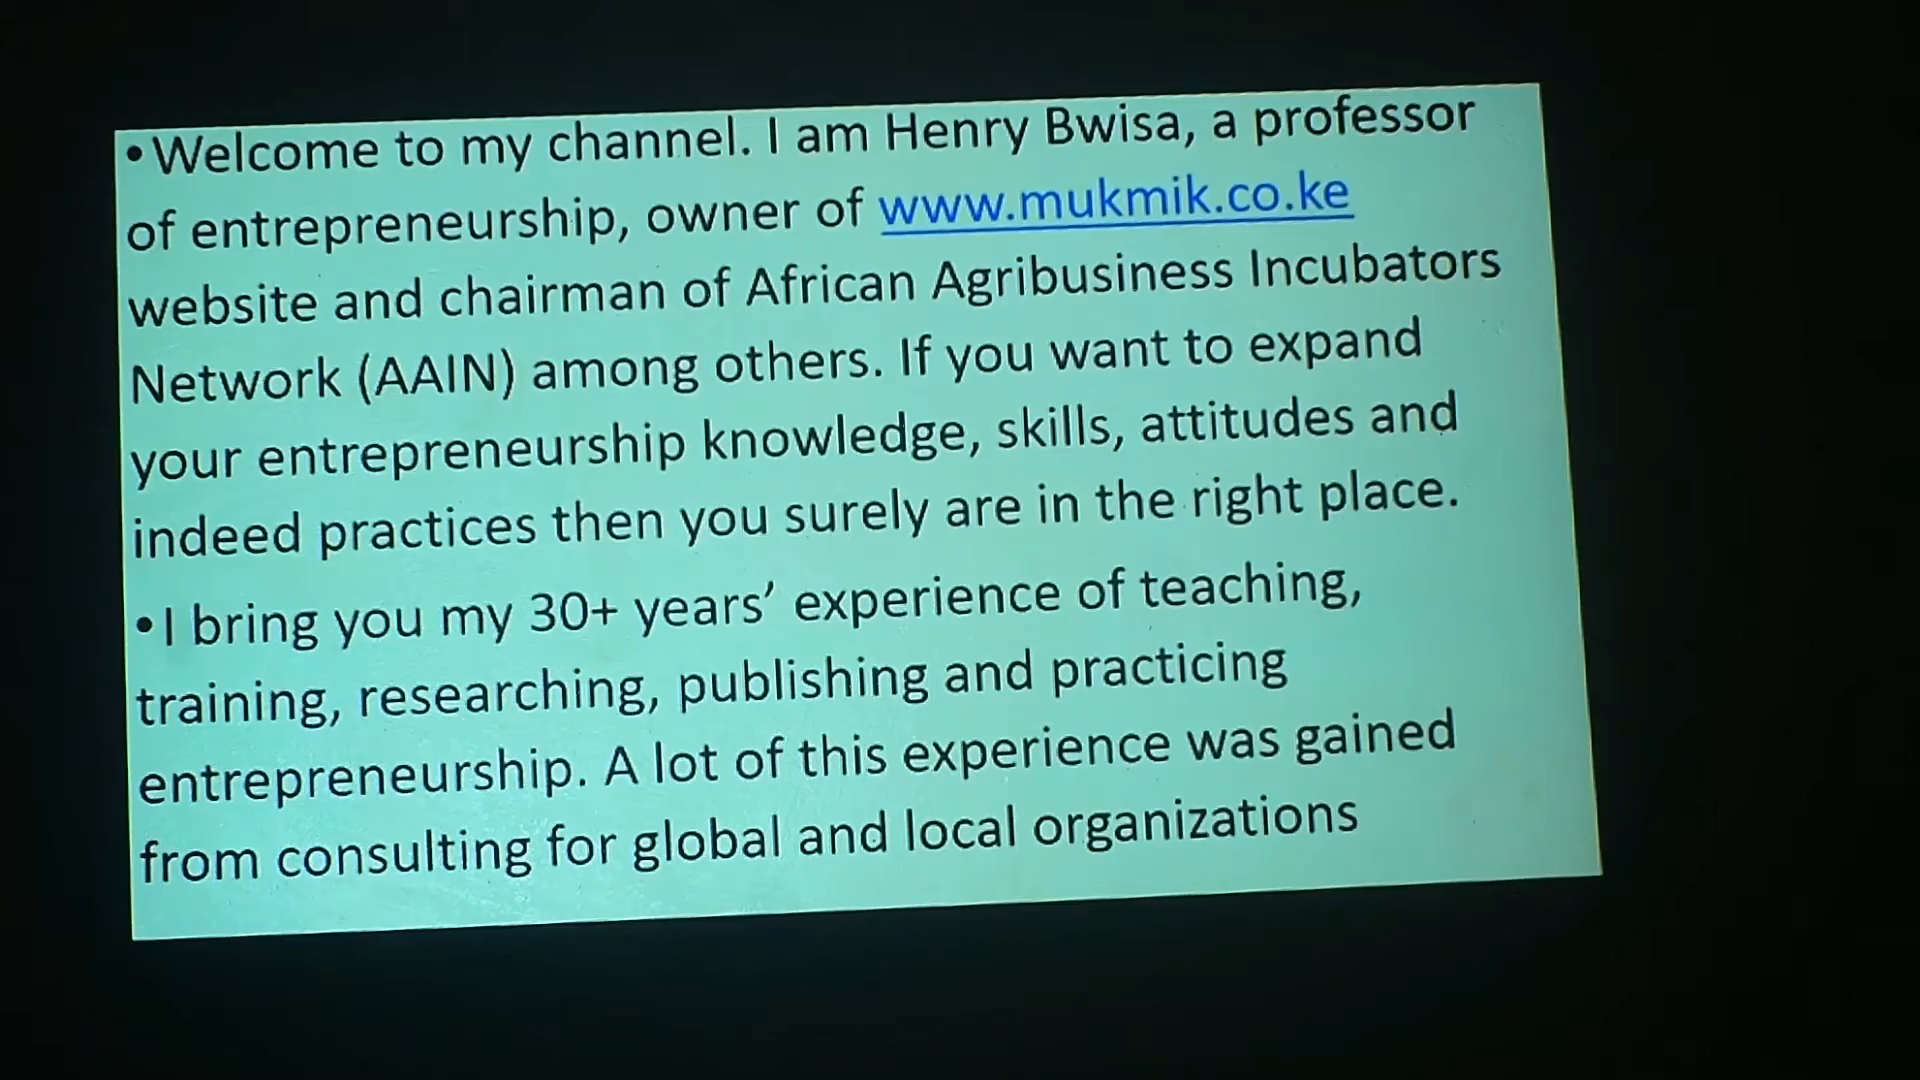 •Welcome to my channel. I am Henry Bwisa, a professor
of entrepreneurship, owner of www.mukmik.co.ke
website and chairman of African Agribusiness Incubators
Network (AAIN) among others. If you want to expand
your entrepreneurship knowledge, skills, attitudes and
indeed practices then you surely are in the right place.
•I bring you my 30+ years’ experience of teaching,
training, researching, publishing and practicing
entrepreneurship. A lot of this experience was gained
from consulting for global and local organizations